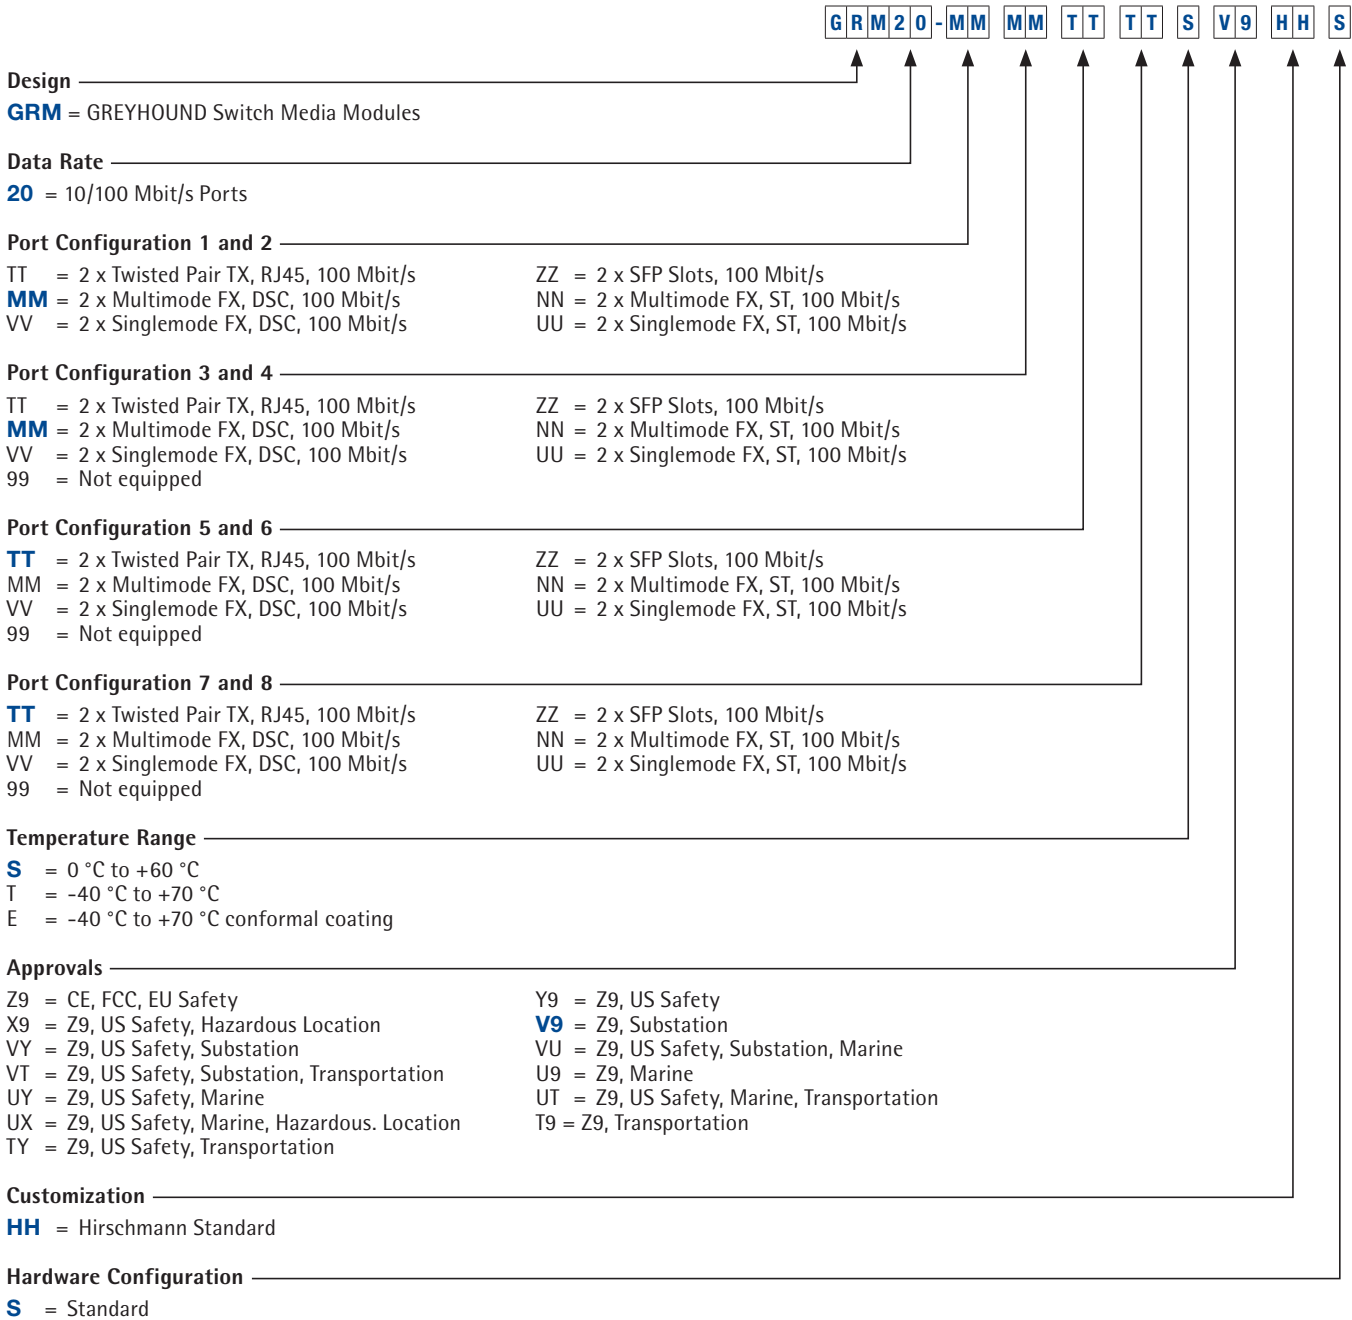 GRM20-MM MM TT TT S V9 HH S
Design
GRM = GREYHOUND Switch Media Modules
Data Rate
20 = 10/100 Mbit/s Ports
Port Configuration 1 and 2
TT = 2 x Twisted Pair TX, RJ45, 100 Mbit/s ZZ = 2 x SFP Slots, 100 Mbit/s
MM = 2 x Multimode FX, DSC, 100 Mbit/s NN = 2 x Multimode FX, ST, 100 Mbit/s
VV = 2 x Singlemode FX, DSC, 100 Mbit/s UU = 2 x Singlemode FX, ST, 100 Mbit/s
Port Configuration 3 and 4
TT = 2 x Twisted Pair TX, RJ45, 100 Mbit/s ZZ = 2 x SFP Slots, 100 Mbit/s
MM = 2 x Multimode FX, DSC, 100 Mbit/s NN = 2 x Multimode FX, ST, 100 Mbit/s
VV = 2 x Singlemode FX, DSC, 100 Mbit/s UU = 2 x Singlemode FX, ST, 100 Mbit/s
99 = Not equipped
Port Configuration 5 and 6
TT = 2 x Twisted Pair TX, RJ45, 100 Mbit/s ZZ = 2 x SFP Slots, 100 Mbit/s
MM = 2 x Multimode FX, DSC, 100 Mbit/s NN = 2 x Multimode FX, ST, 100 Mbit/s
VV = 2 x Singlemode FX, DSC, 100 Mbit/s UU = 2 x Singlemode FX, ST, 100 Mbit/s
99 = Not equipped
Port Configuration 7 and 8
TT = 2 x Twisted Pair TX, RJ45, 100 Mbit/s ZZ = 2 x SFP Slots, 100 Mbit/s
MM = 2 x Multimode FX, DSC, 100 Mbit/s NN = 2 x Multimode FX, ST, 100 Mbit/s
VV = 2 x Singlemode FX, DSC, 100 Mbit/s UU = 2 x Singlemode FX, ST, 100 Mbit/s
99 = Not equipped
Temperature Range
S = 0 °C to +60 °C
T = -40 °C to +70 °C
E = -40 °C to +70 °C conformal coating
Approvals
Z9 = CE, FCC, EU Safety Y9 = Z9, US Safety
X9 = Z9, US Safety, Hazardous Location V9 = Z9, Substation
VY = Z9, US Safety, Substation VU = Z9, US Safety, Substation, Marine
VT = Z9, US Safety, Substation, Transportation U9 = Z9, Marine
UY = Z9, US Safety, Marine UT = Z9, US Safety, Marine, Transportation
UX = Z9, US Safety, Marine, Hazardous. Location T9 = Z9, Transportation
TY = Z9, US Safety, Transportation
Customization
HH = Hirschmann Standard
Hardware Configuration
S = Standard